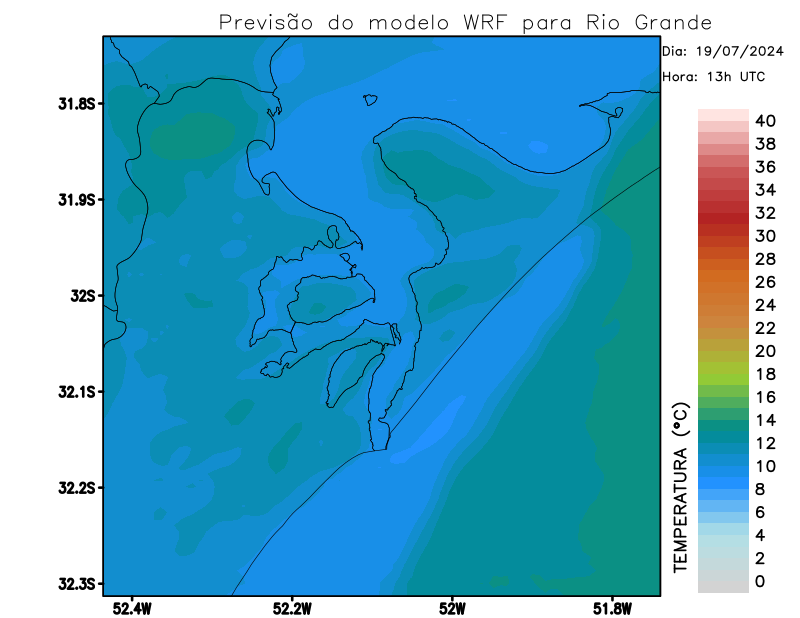 Previsão do modelo WRF para Rio Grande
Dia: 19/07/2024
Hora: 13h UTC
31.8S
31.9S
32S
32.1S
32.2S
32.3S
52.4W
52.2W
52W
51.8W
TEMPERATURA (°C)
40
38
36
34
32
30
28
26
24
22
20
18
16
14
12
10
8
6
4
2
0